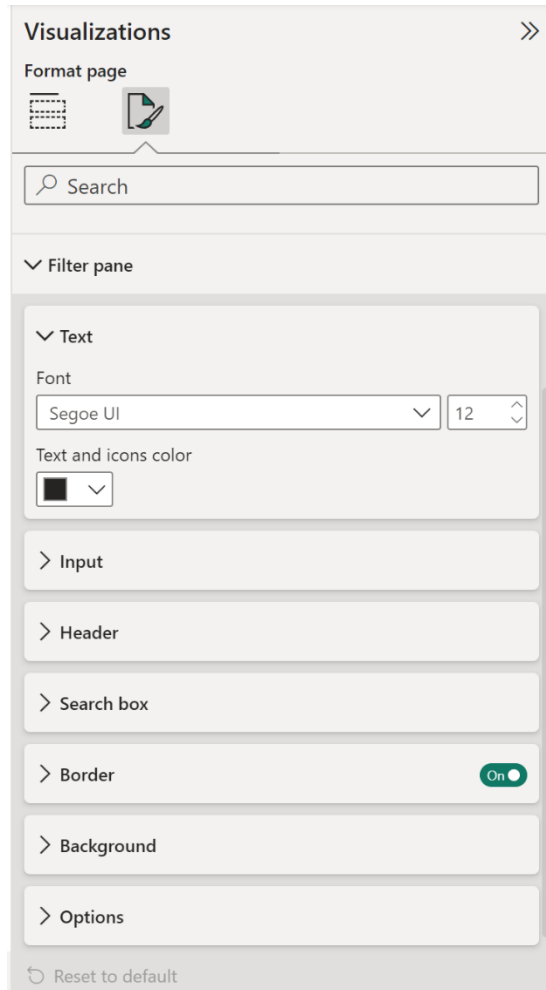 Visualizations
Format page
Search
Filter pane
Text
Font
Segoe UI 12
Text and icons color
Input
Header
Search box
Border On
Background
Options
Reset to default